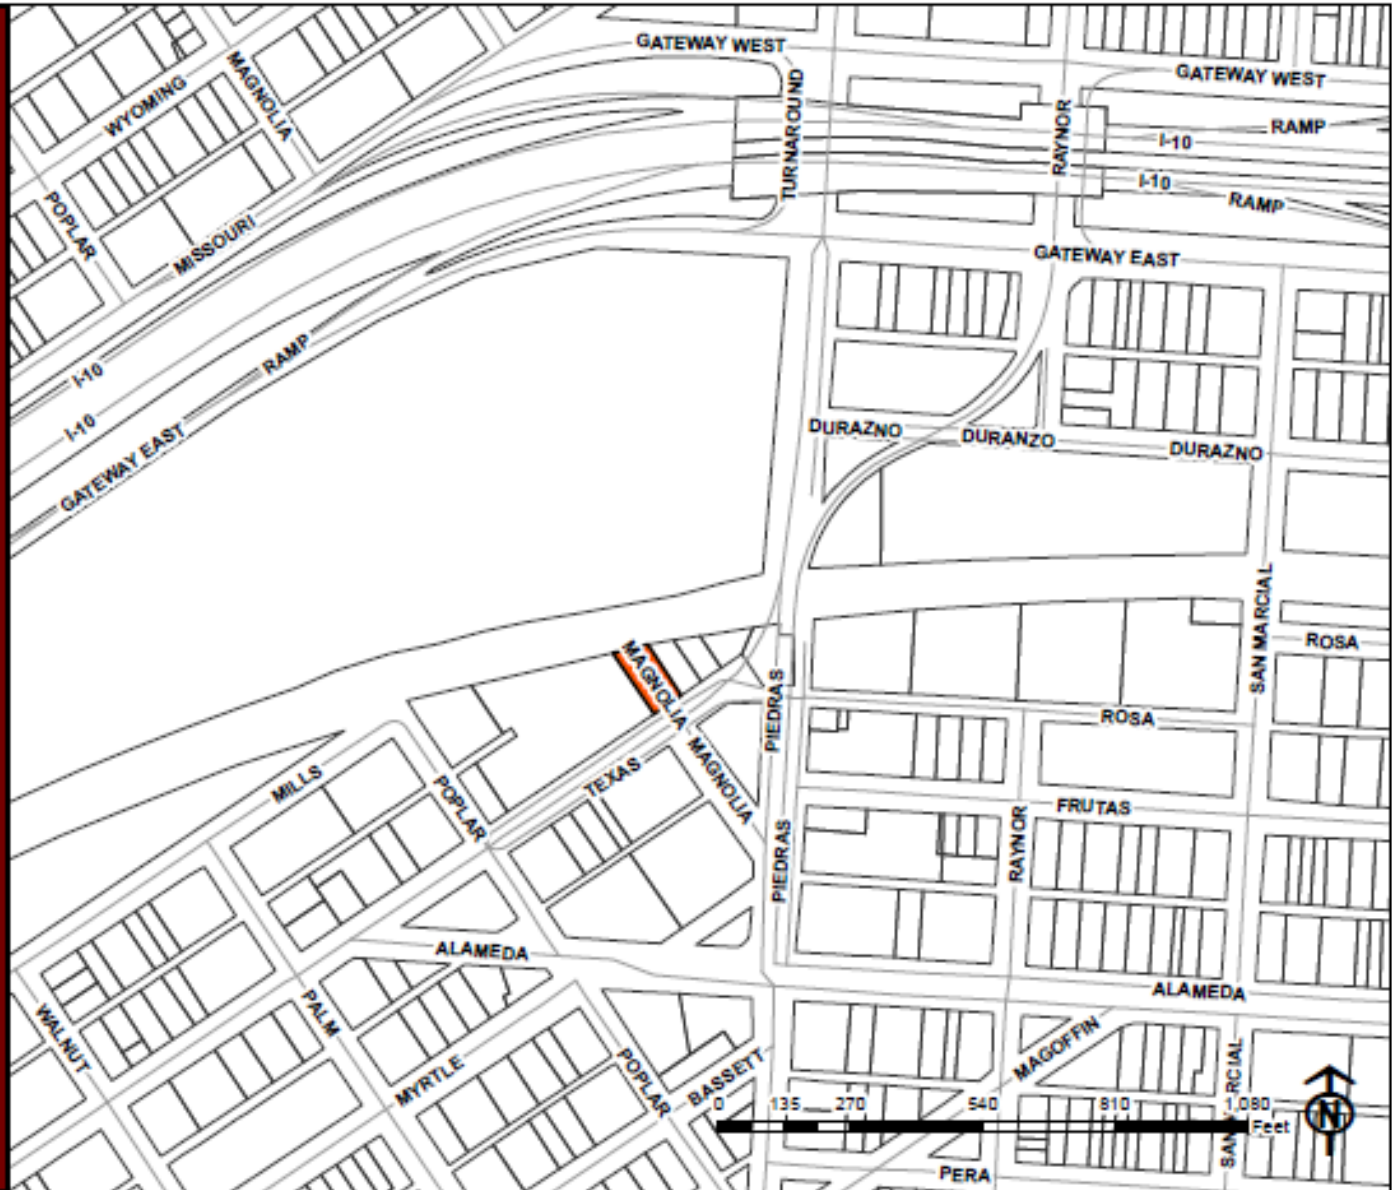 GATEWAY WEST
GATEWAY WEST
MAGNOLIA
WYOMING
TURNAROUND
RAYNOR
RAMP
I-10
I-10
RAMP
POPLAR
MISSOURI
GATEWAY EAST
RAMP
I-10
I-10
GATEWAY EAST
DURAZNO
DURANZO
DURAZNO
SAN MARCIAL
ROSA
MAGNOLIA
PIEDRAS
ROSA
MAGNOLIA
MILLS
TEXAS
POPLAR
FRUTAS
PIEDRAS
RAYNOR
ALAMEDA
ALAMEDA
WALNUT
PALM
MAGOFFIN
MYRTLE
POPLAR
BASSETT
SAN MARCIAL
0 135 270 540 810 1,080
Feet
N
PERA